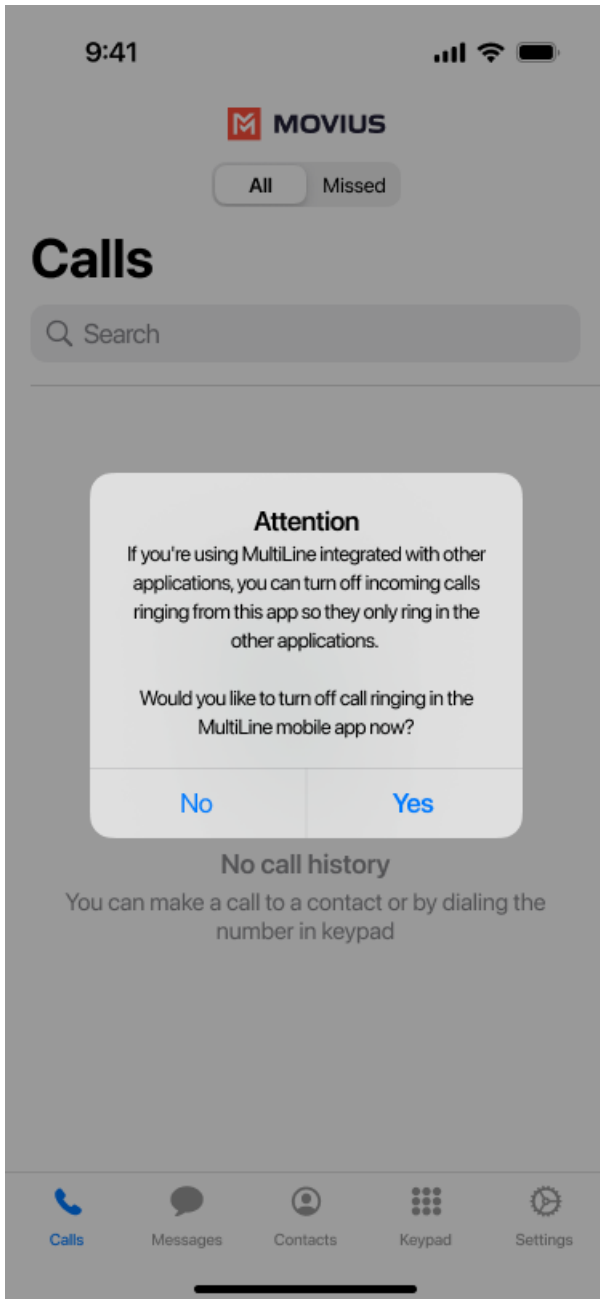 9:41
MOVIUS
All Missed
Calls
Search
Attention
If you're using MultiLine integrated with other
applications, you can turn off incoming calls
ringing from this app so they only ring in the
other applications.
Would you like to turn off call ringing in the
MultiLine mobile app now?
No Yes
No call history
You can make a call to a contact or by dialing the
number in keypad
Calls Messages Contacts Keypad Settings